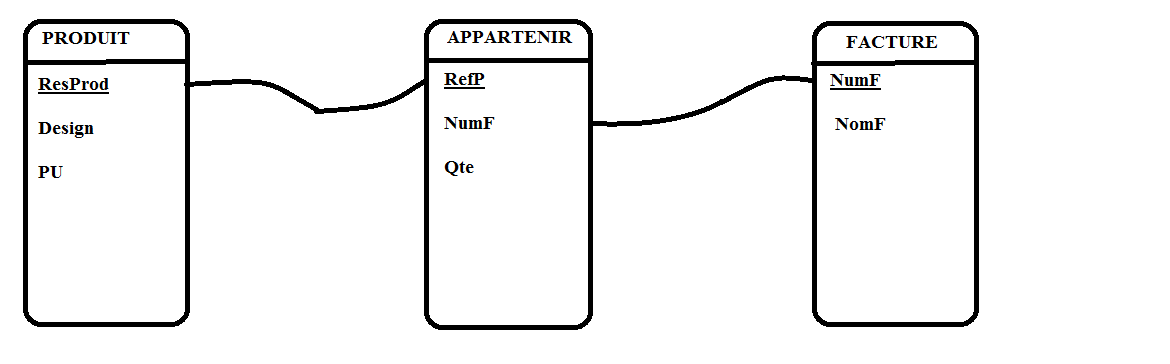 PRODUIT
ResProd
Design
PU
APPARTENIR
RefP
NumF
Qte
FACTURE
NumF
NomF